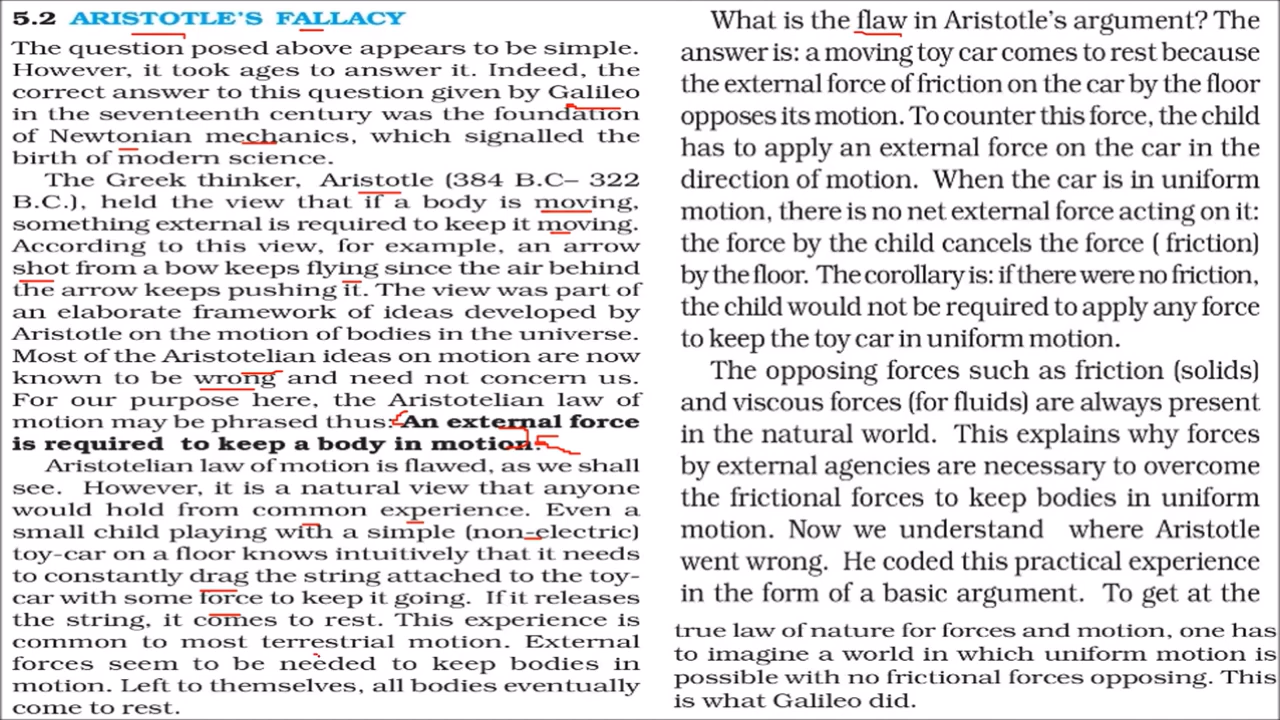 5.2 ARISTOTLE'S FALLACY
The question posed above appears to be simple.
However, it took ages to answer it. Indeed, the
correct answer to this question given by Galileo
in the seventeenth century was the foundation
of Newtonian mechanics, which signalled the
birth of modern science.
The Greek thinker, Aristotle (384 B.C– 322
B.C.), held the view that if a body is moving,
something external is required to keep it moving.
According to this view, for example, an arrow
shot from a bow keeps flying since the air behind
the arrow keeps pushing it. The view was part of
an elaborate framework of ideas developed by
Aristotle on the motion of bodies in the universe.
Most of the Aristotelian ideas on motion are now
known to be wrong and need not concern us.
For our purpose here, the Aristotelian law of
motion may be phrased thus: An external force
is required to keep a body in motion.
Aristotelian law of motion is flawed, as we shall
see. However, it is a natural view that anyone
would hold from common experience. Even a
small child playing with a simple (non-electric)
toy-car on a floor knows intuitively that it needs
to constantly drag the string attached to the toy-
car with some force to keep it going. If it releases
the string, it comes to rest. This experience is
common to most terrestrial motion. External
forces seem to be needed to keep bodies in
motion. Left to themselves, all bodies eventually
come to rest.
What is the flaw in Aristotle's argument? The
answer is: a moving toy car comes to rest because
the external force of friction on the car by the floor
opposes its motion. To counter this force, the child
has to apply an external force on the car in the
direction of motion. When the car is in uniform
motion, there is no net external force acting on it:
the force by the child cancels the force ( friction)
by the floor. The corollary is: if there were no friction,
the child would not be required to apply any force
to keep the toy car in uniform motion.
The opposing forces such as friction (solids)
and viscous forces (for fluids) are always present
in the natural world. This explains why forces
by external agencies are necessary to overcome
the frictional forces to keep bodies in uniform
motion. Now we understand where Aristotle
went wrong. He coded this practical experience
in the form of a basic argument. To get at the
true law of nature for forces and motion, one has
to imagine a world in which uniform motion is
possible with no frictional forces opposing. This
is what Galileo did.